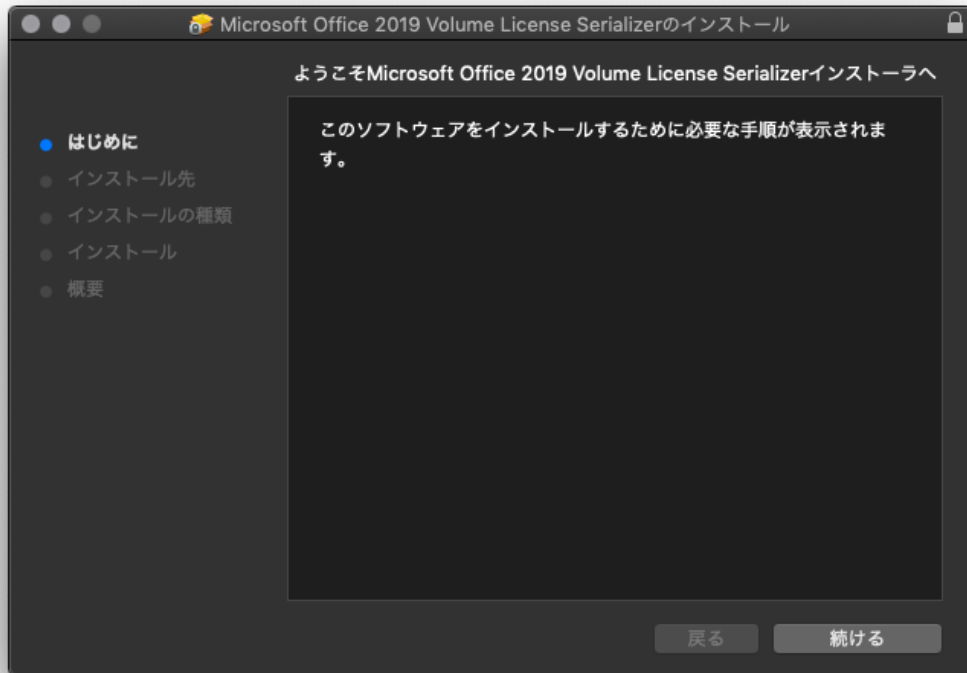 Microsoft Office 2019 Volume License Serializerのインストール
ようこそMicrosoft Office 2019 Volume License Serializerインストーラへ
はじめに
インストール先
インストールの種類
インストール
概要
このソフトウェアをインストールするために必要な手順が表示されま
す。
戻る
続ける